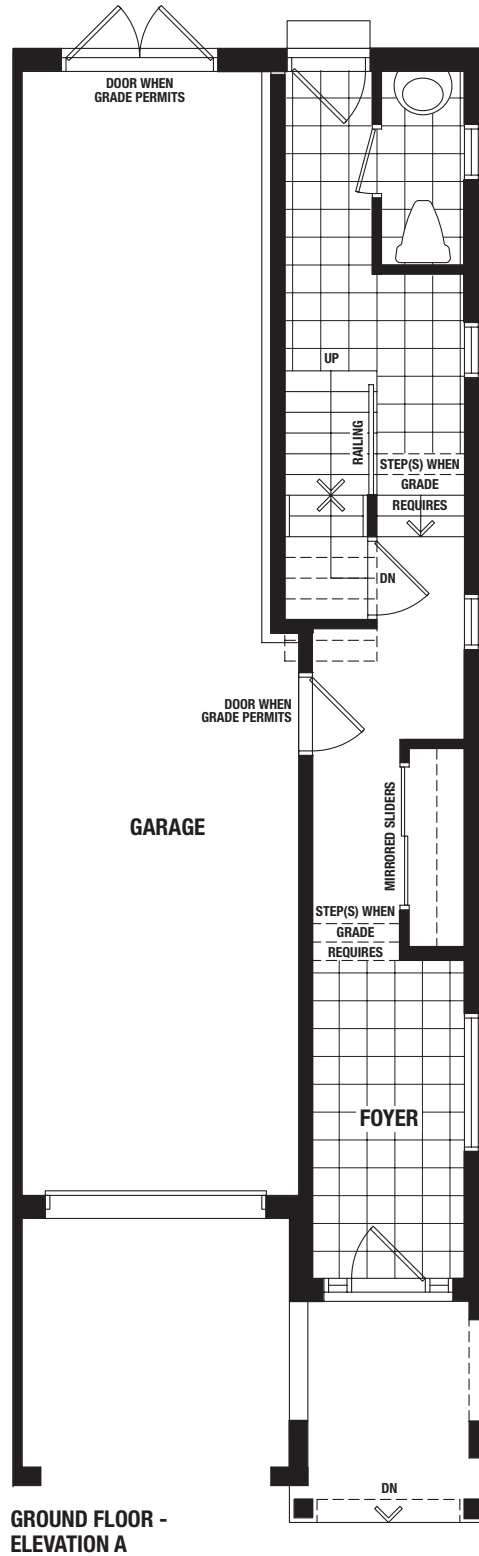 DOOR WHEN
GRADE PERMITS
UP
RAILING
STEP(S) WHEN
GRADE
REQUIRES
DN
DOOR WHEN
GRADE PERMITS
MIRRORED SLIDERS
GARAGE
STEP(S) WHEN
GRADE
REQUIRES
FOYER
DN
GROUND FLOOR -
ELEVATION A